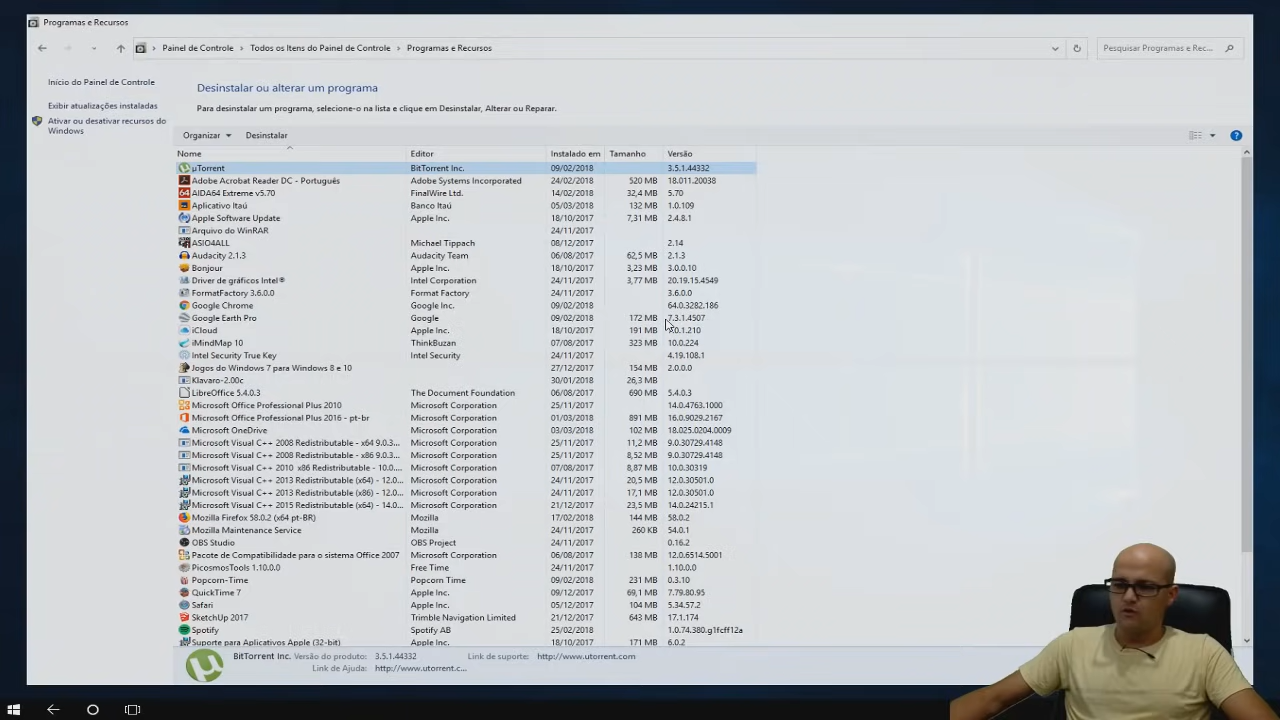 Programas e Recursos
Painel de Controle > Todos os Itens do Painel de Controle > Programas e Recursos
Pesquisar Programas e Rec...
Início do Painel de Controle
Exibir atualizações instaladas
Ativar ou desativar recursos do
Windows
Desinstalar ou alterar um programa
Para desinstalar um programa, selecione-o na lista e clique em Desinstalar, Alterar ou Reparar.
Organizar Desinstalar
Nome Editor Instalado em Tamanho Versão
µTorrent BitTorrent Inc. 09/02/2018 3.5.1.44332
Adobe Acrobat Reader DC - Português Adobe Systems Incorporated 24/02/2018 520 MB 18.011.20038
AIDA64 Extreme v5.70 FinalWire Ltd. 14/02/2018 32,4 MB 5.70
Aplicativo Itaú Banco Itaú 05/03/2018 132 MB 1.0.109
Apple Software Update Apple Inc. 18/10/2017 7,31 MB 2.4.8.1
Arquivo do WinRAR 24/11/2017
ASIO4ALL Michael Tippach 08/12/2017 2.14
Audacity 2.1.3 Audacity Team 06/08/2017 62,5 MB 2.1.3
Bonjour Apple Inc. 18/10/2017 3,23 MB 3.0.0.10
Driver de gráficos Intel® Intel Corporation 24/11/2017 3,77 MB 20.19.15.4549
FormatFactory 3.6.0.0 Format Factory 24/11/2017 3.6.0.0
Google Chrome Google Inc. 09/02/2018 64.0.3282.186
Google Earth Pro Google 09/02/2018 172 MB 7.3.1.4507
iCloud Apple Inc. 18/10/2017 191 MB .0.1.210
iMindMap 10 ThinkBuzan 07/08/2017 323 MB 10.0.224
Intel Security True Key Intel Security 24/11/2017 4.19.108.1
Jogos do Windows 7 para Windows 8 e 10 27/12/2017 154 MB 2.0.0.0
Klavaro-2.00c 30/01/2018 26,3 MB
LibreOffice 5.4.0.3 The Document Foundation 06/08/2017 690 MB 5.4.0.3
Microsoft Office Professional Plus 2010 Microsoft Corporation 25/11/2017 14.0.4763.1000
Microsoft Office Professional Plus 2016 - pt-br Microsoft Corporation 01/03/2018 891 MB 16.0.9029.2167
Microsoft OneDrive Microsoft Corporation 03/03/2018 102 MB 18.025.0204.0009
Microsoft Visual C++ 2008 Redistributable - x64 9.0.3... Microsoft Corporation 25/11/2017 11,2 MB 9.0.30729.4148
Microsoft Visual C++ 2008 Redistributable - x86 9.0.3... Microsoft Corporation 25/11/2017 8,52 MB 9.0.30729.4148
Microsoft Visual C++ 2010 x86 Redistributable - 10.0.... Microsoft Corporation 07/08/2017 8,87 MB 10.0.30319
Microsoft Visual C++ 2013 Redistributable (x64) - 12.0... Microsoft Corporation 24/11/2017 20,5 MB 12.0.30501.0
Microsoft Visual C++ 2013 Redistributable (x86) - 12.0... Microsoft Corporation 24/11/2017 17,1 MB 12.0.30501.0
Microsoft Visual C++ 2015 Redistributable (x64) - 14.0... Microsoft Corporation 21/12/2017 23,5 MB 14.0.24215.1
Mozilla Firefox 58.0.2 (x64 pt-BR) Mozilla 17/02/2018 144 MB 58.0.2
Mozilla Maintenance Service Mozilla 24/11/2017 260 KB 54.0.1
OBS Studio OBS Project 24/11/2017 0.16.2
Pacote de Compatibilidade para o sistema Office 2007 Microsoft Corporation 06/08/2017 138 MB 12.0.6514.5001
PicosmosTools 1.10.0.0 Free Time 24/11/2017 1.10.0.0
Popcorn-Time Popcorn Time 09/02/2018 231 MB 0.3.10
QuickTime 7 Apple Inc. 09/12/2017 69,1 MB 7.79.80.95
Safari Apple Inc. 05/12/2017 104 MB 5.34.57.2
SketchUp 2017 Trimble Navigation Limited 21/12/2017 643 MB 17.1.174
Spotify Spotify AB 25/02/2018 1.0.74.380.g1fcff12a
Suporte para Aplicativos Apple (32-bit) Apple Inc. 18/10/2017 171 MB 6.0.2
BitTorrent Inc. Versão do produto: 3.5.1.44332 Link de suporte: http://www.utorrent.com
Link de Ajuda: http://www.utorrent.c...